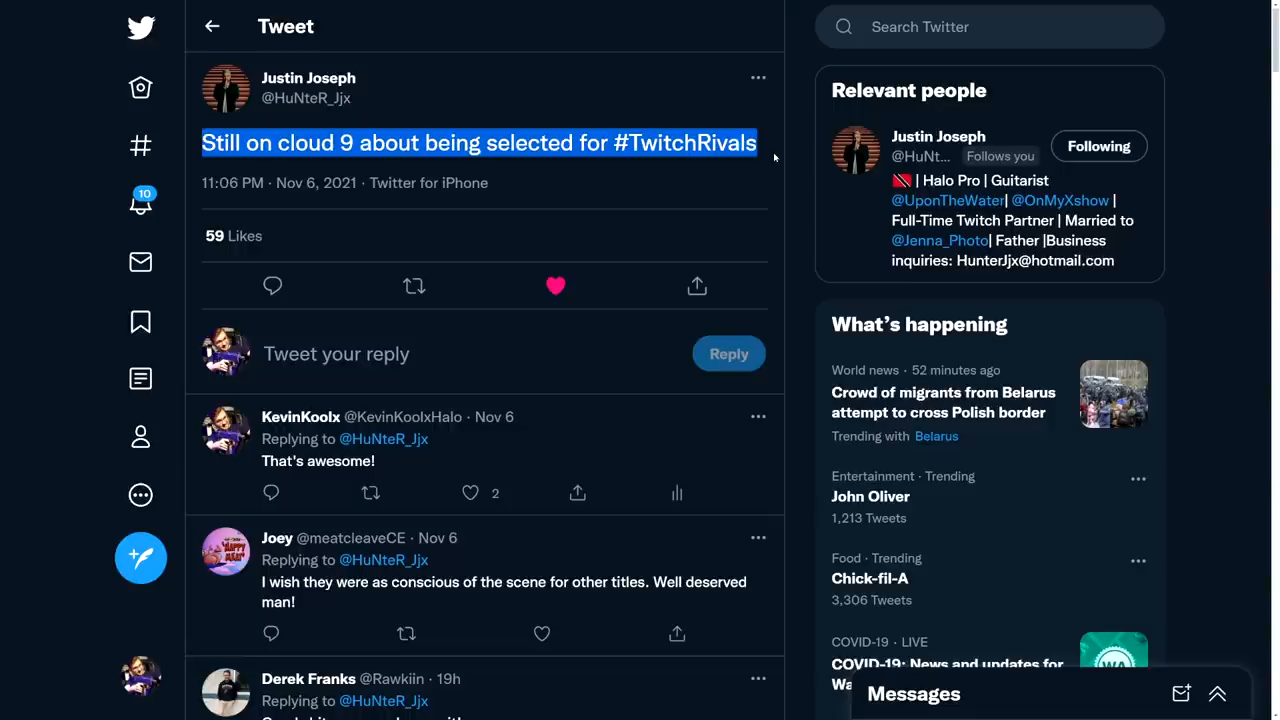 Tweet
Search Twitter
Justin Joseph
@HuNteR_Jjx
Still on cloud 9 about being selected for #TwitchRivals
11:06 PM · Nov 6, 2021 · Twitter for iPhone
59 Likes
Tweet your reply
Reply
KevinKoolx @KevinKoolxHalo · Nov 6
Replying to @HuNteR_Jjx
That's awesome!
2
Joey @meatcleaveCE · Nov 6
Replying to @HuNteR_Jjx
I wish they were as conscious of the scene for other titles. Well deserved
man!
Derek Franks @Rawkiin · 19h
Replying to @HuNteR_Jjx
10
Relevant people
Justin Joseph
@HuNt... Follows you
Following
| Halo Pro | Guitarist
@UponTheWater| @OnMyXshow |
Full-Time Twitch Partner | Married to
@Jenna_Photo| Father |Business
inquiries: HunterJjx@hotmail.com
What's happening
World news · 52 minutes ago
Crowd of migrants from Belarus
attempt to cross Polish border
Trending with Belarus
Entertainment · Trending
John Oliver
1,213 Tweets
Food · Trending
Chick-fil-A
3,306 Tweets
COVID-19 · LIVE
COVID-19: News and updates for
Wa
Messages